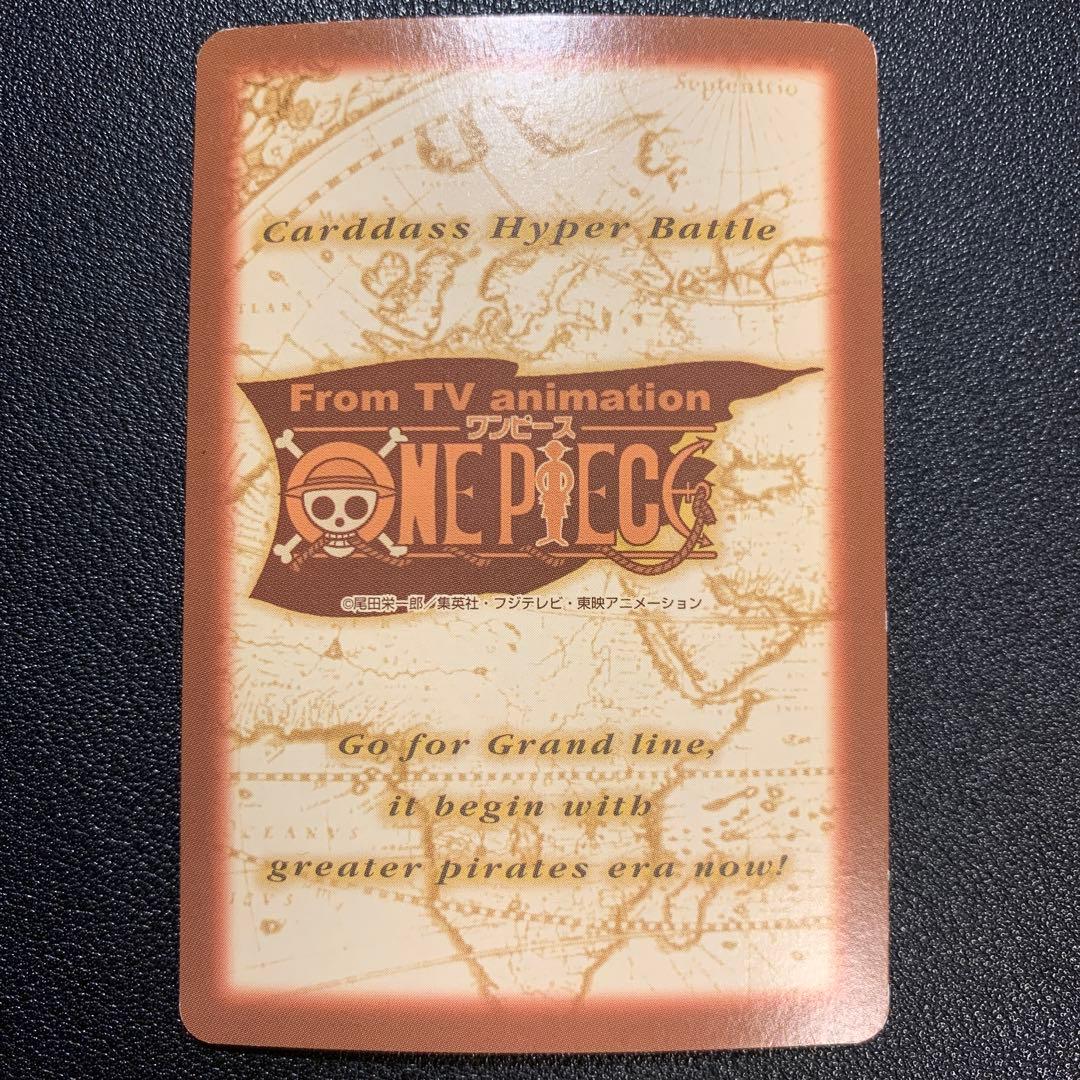 Septentrio
Carddass Hyper Battle
TLAN
From TV animation
ワンピース
ONE PIECE
©尾田栄一郎/集英社・フジテレビ・東映アニメーション
Go for Grand line,
it begin with
CEANVS
greater pirates era now!